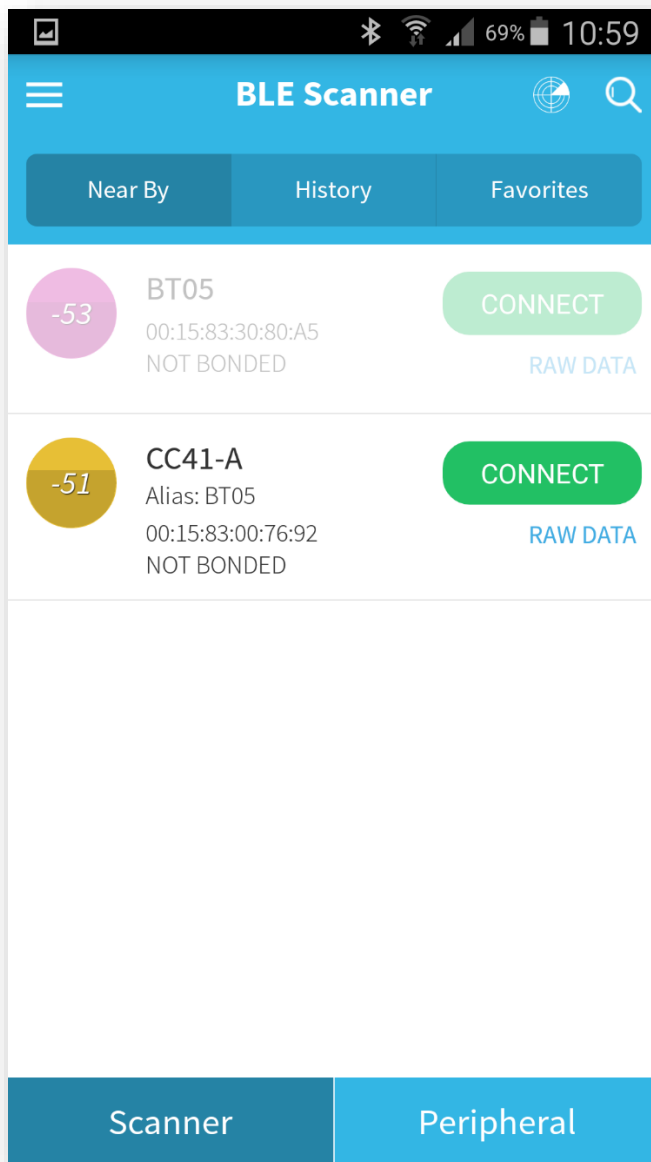 69% 10:59
BLE Scanner
Near By History Favorites
-53
BT05
00:15:83:30:80:A5
NOT BONDED
CONNECT
RAW DATA
-51
CC41-A
Alias: BT05
00:15:83:00:76:92
NOT BONDED
CONNECT
RAW DATA
Scanner Peripheral